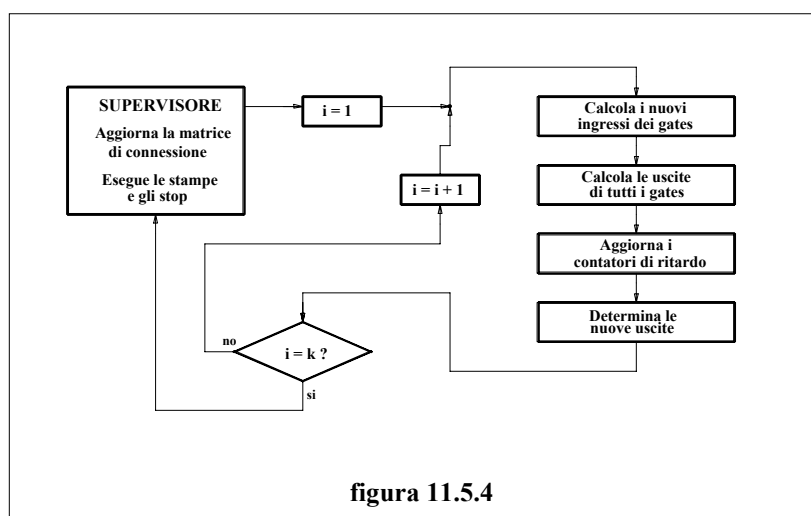 SUPERVISORE
Aggiorna la matrice
di connessione
Esegue le stampe
e gli stop
i = 1
i = i + 1
Calcola i nuovi
ingressi dei gates
Calcola le uscite
di tutti i gates
Aggiorna i
contatori di ritardo
Determina le
nuove uscite
no
i = k ?
si
figura 11.5.4